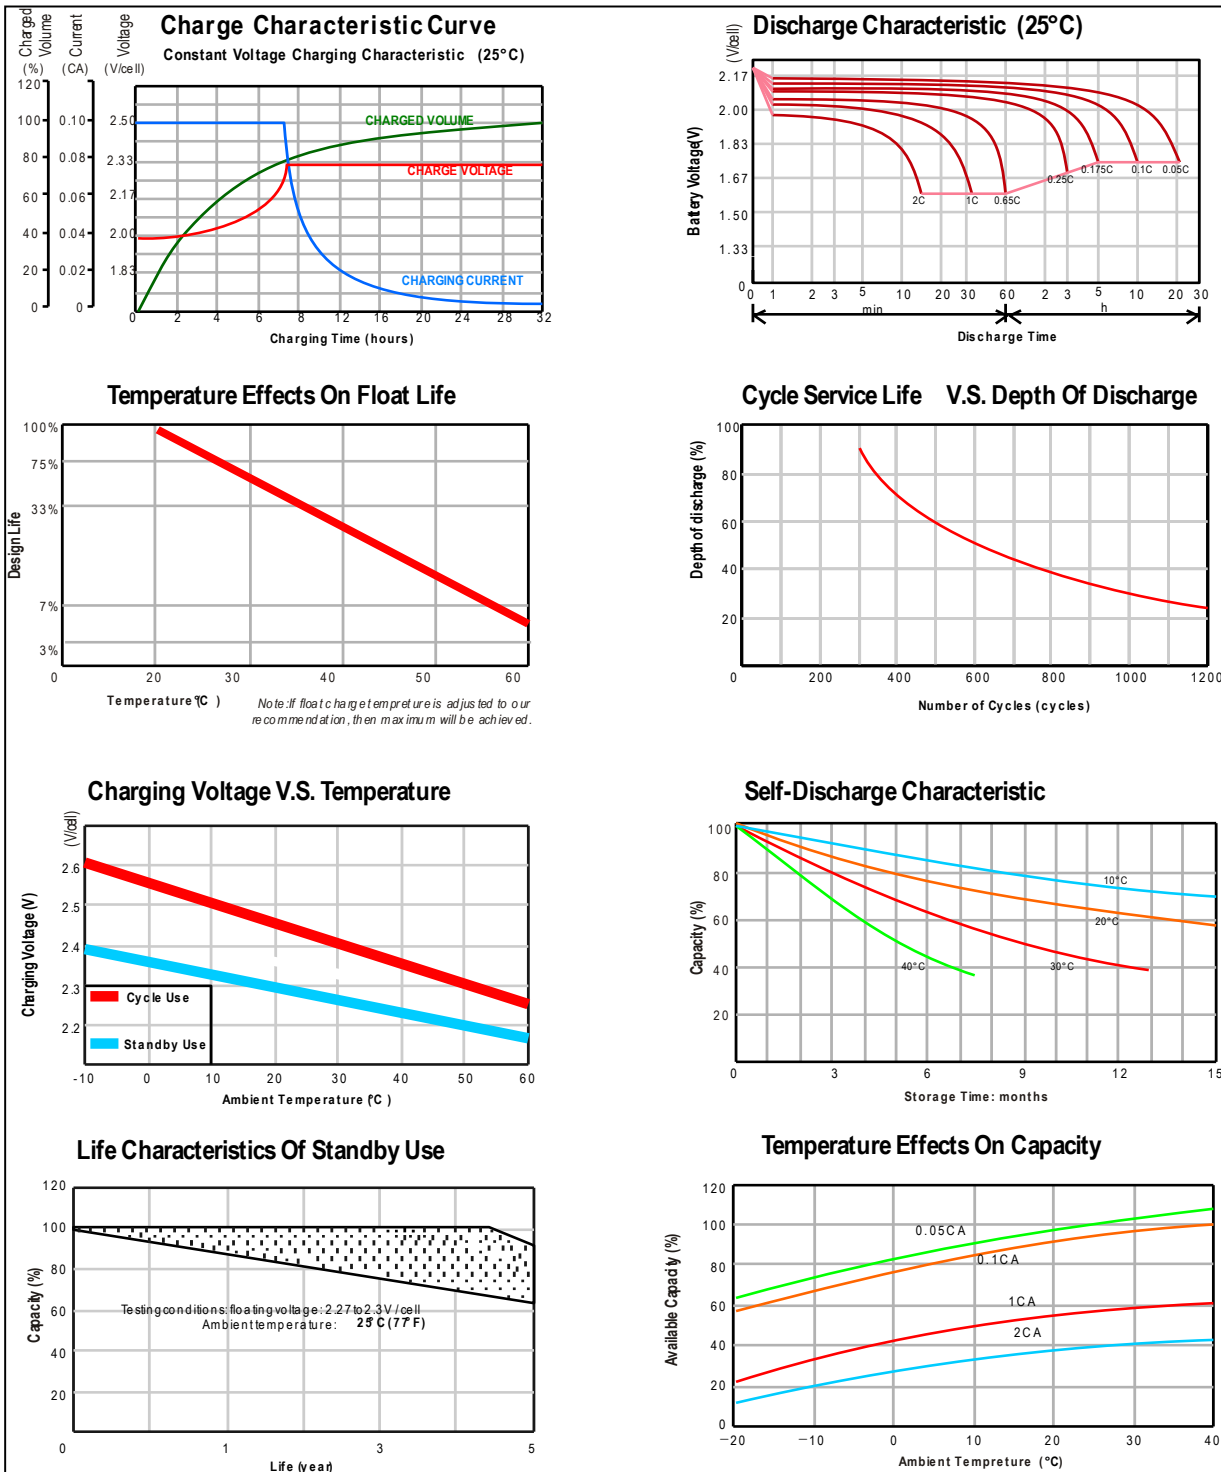 Charge Characteristic Curve
Constant Voltage Charging Characteristic (25°C)
Charged Volume
(%)
Current
(CA)
Voltage
(V/cell)
120
100
80
60
40
20
0
0.10
0.08
0.06
0.04
0.02
0
2.50
2.33
2.17
2.00
1.83
CHARGED VOLUME
CHARGE VOLTAGE
CHARGING CURRENT
2 4 6 8 12 16 20 24 28 32
Charging Time (hours)
Discharge Characteristic (25°C)
(V/cell)
Battery Voltage(V)
2.17
2.00
1.83
1.67
1.50
1.33
0
2C 1C 0.65C 0.25C 0.175C 0.1C 0.05C
0 1 2 3 5 10 20 30 60 2 3 5 10 20 30
min h
Discharge Time
Temperature Effects On Float Life
Design Life
100%
75%
33%
7%
3%
0 20 30 40 50 60
Temperature(°C )
Note:If float charge tempreture is adjusted to our
recommendation, then maximum will be achieved.
Cycle Service Life V.S. Depth Of Discharge
Depth of discharge (%)
100
80
60
40
20
0 200 400 600 800 1000 1200
Number of Cycles (cycles)
Charging Voltage V.S. Temperature
(V/cell)
Charging Voltage (V)
2.6
2.5
2.4
2.3
2.2
Cycle Use
Standby Use
-10 0 10 20 30 40 50 60
Ambient Temperature (°C )
Self-Discharge Characteristic
Capacity (%)
100
80
60
40
20
10°C
20°C
30°C
40°C
0 3 6 9 12 15
Storage Time: months
Life Characteristics Of Standby Use
Capacity (%)
120
100
80
60
40
20
0 1 3 5
Testing conditions: floating voltage: 2.27 to 2.3V / cell
Ambient temperature: 25°C (77°F)
Life (year)
Temperature Effects On Capacity
Available Capacity (%)
120
100
80
60
40
20
0
0.05CA
0.1CA
1CA
2CA
−20 −10 0 10 20 30 40
Ambient Tempreture (°C)